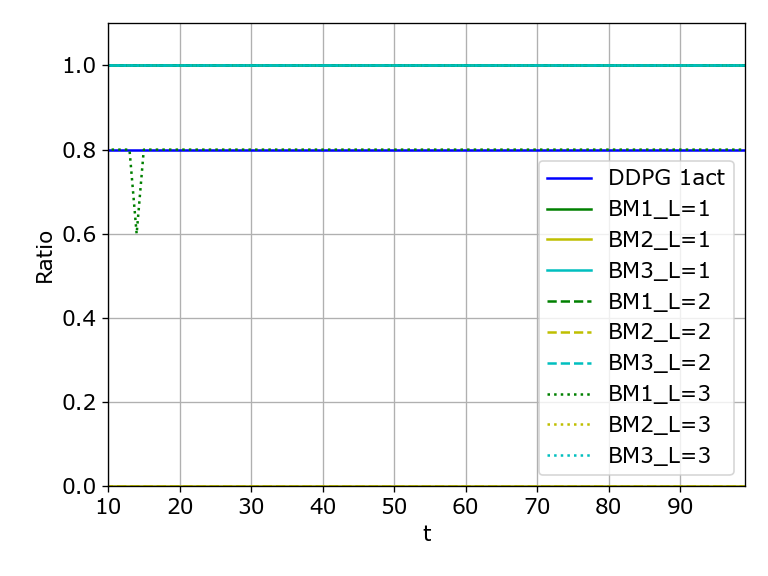 1.0
0.8
0.6
0.4
0.2
0.0
Ratio
10 20 30 40 50 60 70 80 90
t
DDPG 1act
BM1_L=1
BM2_L=1
BM3_L=1
BM1_L=2
BM2_L=2
BM3_L=2
BM1_L=3
BM2_L=3
BM3_L=3